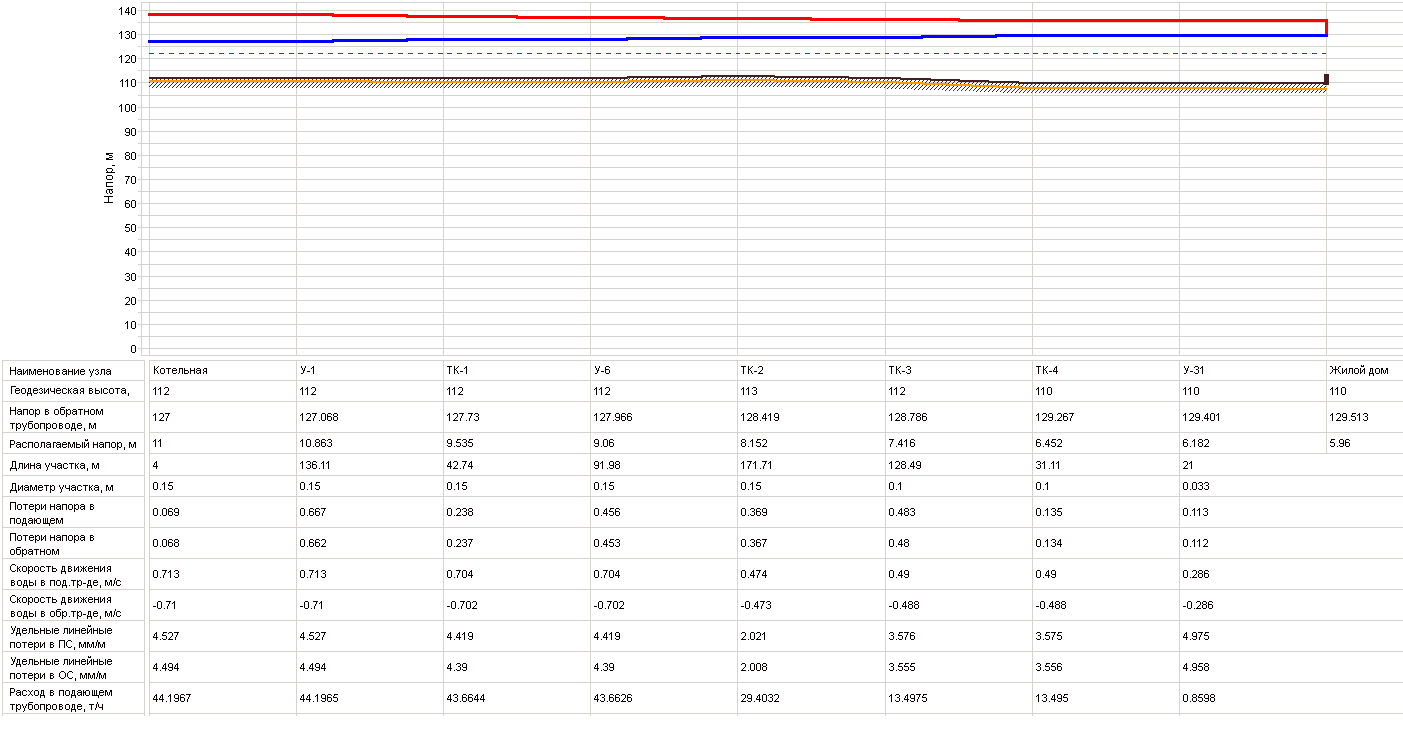 140
130
120
110
100
90
80
70
60
50
40
30
20
10
0
Напор, м
Наименование узла Котельная У-1 ТК-1 У-6 ТК-2 ТК-3 ТК-4 У-31 Жилой дом
Геодезическая высота, 112 112 112 112 113 112 110 110 110
Напор в обратном
трубопроводе, м 127 127.068 127.73 127.966 128.419 128.786 129.267 129.401 129.513
Располагаемый напор, м 11 10.863 9.535 9.06 8.152 7.416 6.452 6.182 5.96
Длина участка, м 4 136.11 42.74 91.98 171.71 128.49 31.11 21
Диаметр участка, м 0.15 0.15 0.15 0.15 0.15 0.1 0.1 0.033
Потери напора в
подающем 0.069 0.667 0.238 0.456 0.369 0.483 0.135 0.113
Потери напора в
обратном 0.068 0.662 0.237 0.453 0.367 0.48 0.134 0.112
Скорость движения
воды в под.тр-де, м/с 0.713 0.713 0.704 0.704 0.474 0.49 0.49 0.286
Скорость движения
воды в обр.тр-де, м/с -0.71 -0.71 -0.702 -0.702 -0.473 -0.488 -0.488 -0.286
Удельные линейные
потери в ПС, мм/м 4.527 4.527 4.419 4.419 2.021 3.576 3.575 4.975
Удельные линейные
потери в ОС, мм/м 4.494 4.494 4.39 4.39 2.008 3.555 3.556 4.958
Расход в подающем
трубопроводе, т/ч 44.1967 44.1965 43.6644 43.6626 29.4032 13.4975 13.495 0.8598